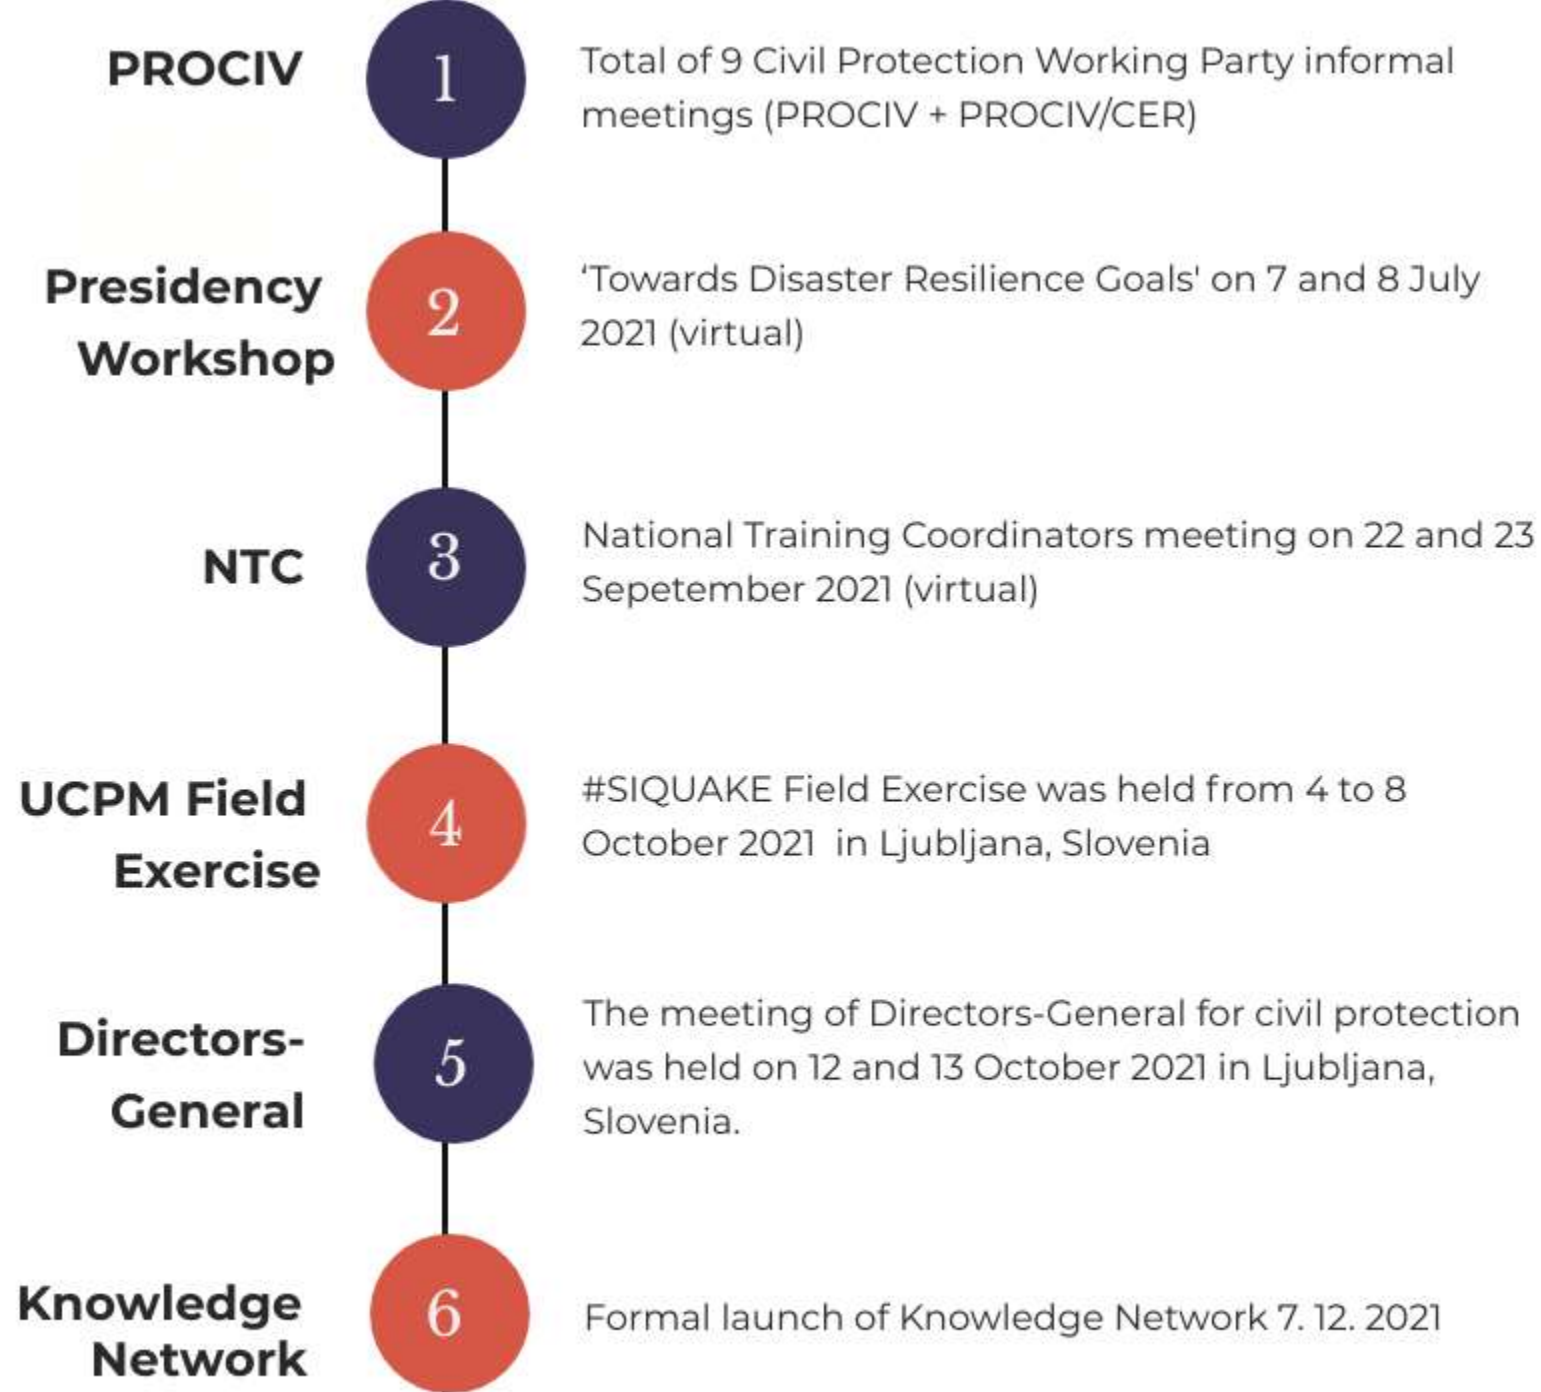 PROCIV
1
Total of 9 Civil Protection Working Party informal
meetings (PROCIV + PROCIV/CER)
Presidency
Workshop
2
‘Towards Disaster Resilience Goals' on 7 and 8 July
2021 (virtual)
NTC
3
National Training Coordinators meeting on 22 and 23
Sepetember 2021 (virtual)
UCPM Field
Exercise
4
#SIQUAKE Field Exercise was held from 4 to 8
October 2021 in Ljubljana, Slovenia
Directors-
General
5
The meeting of Directors-General for civil protection
was held on 12 and 13 October 2021 in Ljubljana,
Slovenia.
Knowledge
Network
6
Formal launch of Knowledge Network 7. 12. 2021